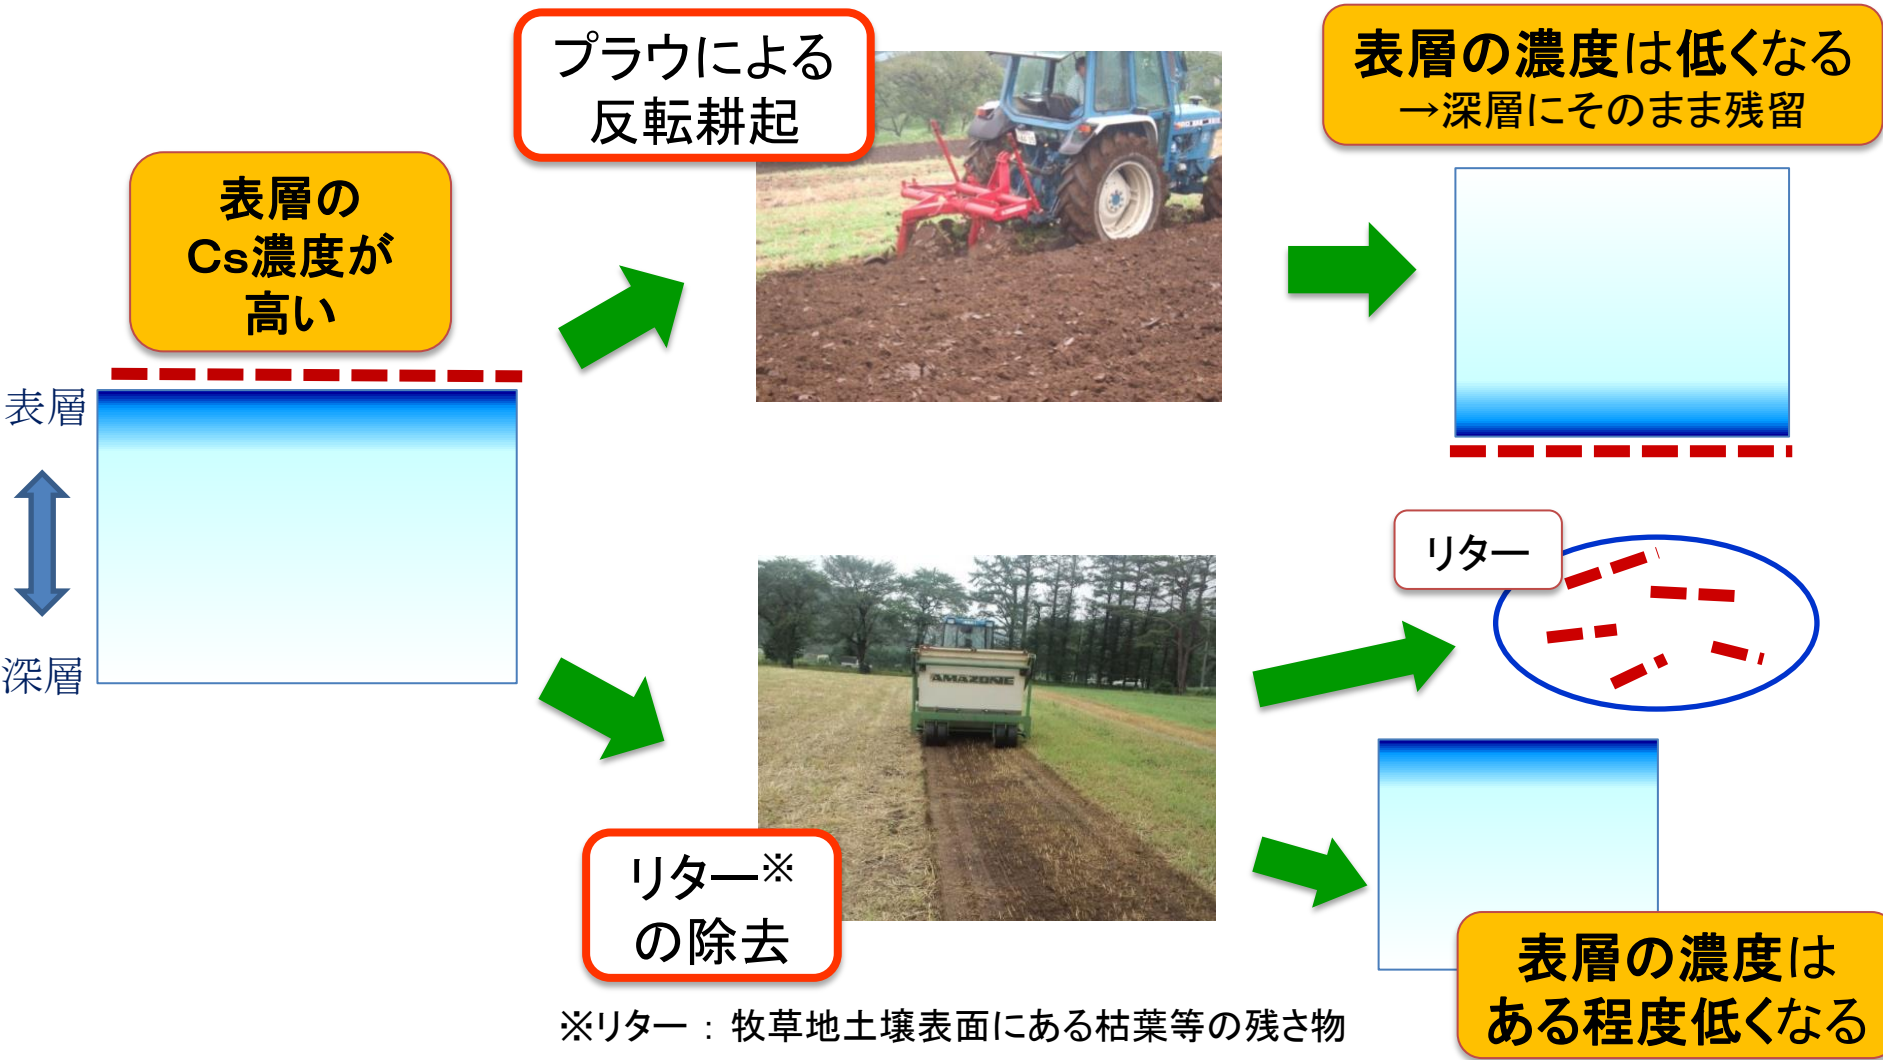 プラウによる
反転耕起
表層の濃度は低くなる
→深層にそのまま残留
表層の
Cs濃度が
高い
表層
深層
リター
AMAZONE
リター※
の除去
表層の濃度は
ある程度低くなる
※リター : 牧草地土壌表面にある枯葉等の残さ物